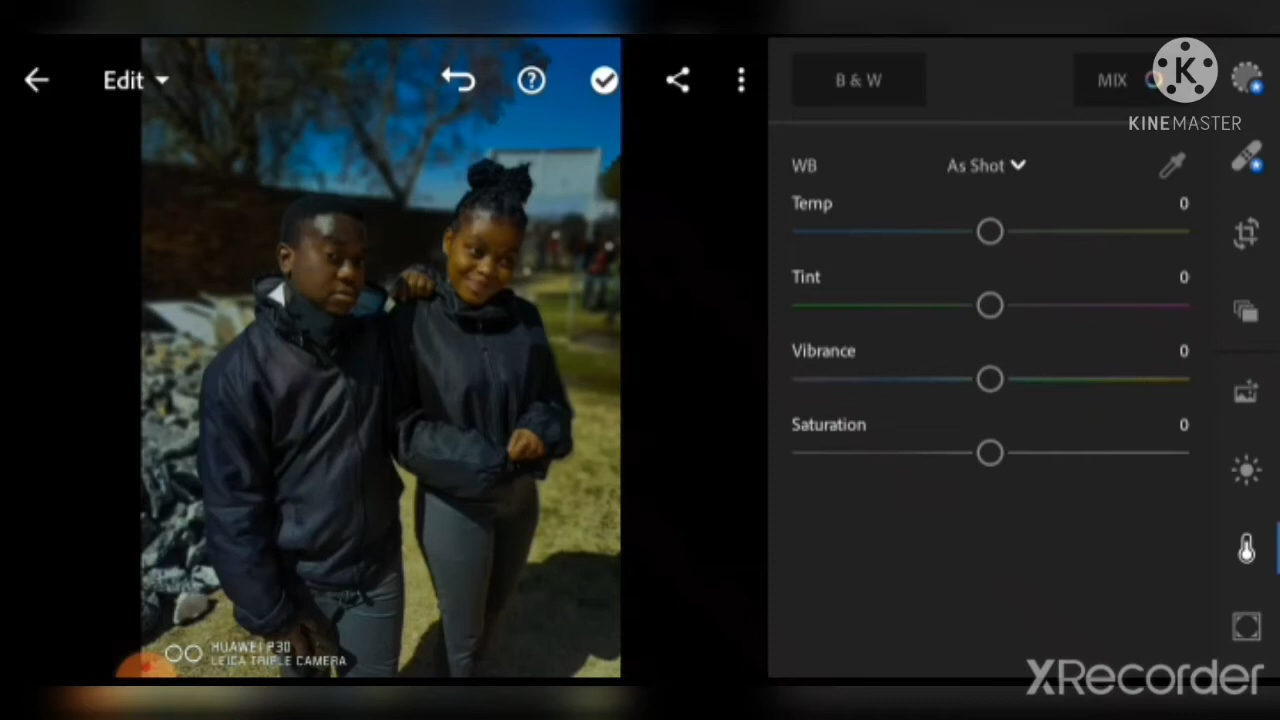 Edit
B & W
MIX
K
KINEMASTER
WB
As Shot
Temp
0
Tint
0
Vibrance
0
Saturation
0
HUAWEI P30
LEICA TRIPLE CAMERA
XRecorder